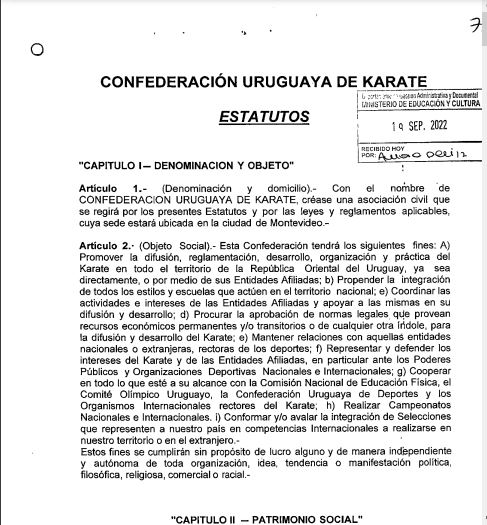 7
CONFEDERACIÓN URUGUAYA DE KARATE
ESTATUTOS
Administrativa y Documental
MINISTERIO DE EDUCACIÓN Y CULTURA
19 SEP. 2022
RECIBIDO HOY
POR:
"CAPITULO I— DENOMINACION Y OBJETO"
Artículo 1.- (Denominación y domicilio).- Con el nombre de
CONFEDERACION URUGUAYA DE KARATE, créase una asociación civil que
se regirá por los presentes Estatutos y por las leyes y reglamentos aplicables,
cuya sede estará ubicada en la ciudad de Montevideo.-
Artículo 2.- (Objeto Social).- Esta Confederación tendrá los siguientes fines: A)
Promover la difusión, reglamentación, desarrollo, organización y práctica del
Karate en todo el territorio de la República Oriental del Uruguay, ya sea
directamente, o por medio de sus Entidades Afiliadas; b) Propender la integración
de todos los estilos y escuelas que actúen en el territorio nacional; e) Coordinar las
actividades e intereses de las Entidades Afiliadas y apoyar a las mismas en su
difusión y desarrollo; d) Procurar la aprobación de normas legales que provean
recursos económicos permanentes y/o transitorios o de cualquier otra índole, para
la difusión y desarrollo del Karate; e) Mantener relaciones con aquellas entidades
nacionales o extranjeras, rectoras de los deportes; f) Representar y defender los
intereses del Karate y de las Entidades Afiliadas, en particular ante los Poderes
Públicos y Organizaciones Deportivas Nacionales e Internacionales; g) Cooperar
en todo lo que esté a su alcance con la Comisión Nacional de Educación Física, el
Comité Olímpico Uruguayo, la Confederación Uruguaya de Deportes y los
Organismos Internacionales rectores del Karate; h) Realizar Campeonatos
Nacionales e Internacionales. i) Conformar y/o avalar la integración de Selecciones
que representen a nuestro país en competencias Internacionales a realizarse en
nuestro territorio o en el extranjero.-
Estos fines se cumplirán sin propósito de lucro alguno y de manera independiente
y autónoma de toda organización, idea, tendencia o manifestación política,
filosófica, religiosa, comercial o racial.-
"CAPITULO II — PATRIMONIO SOCIAL"